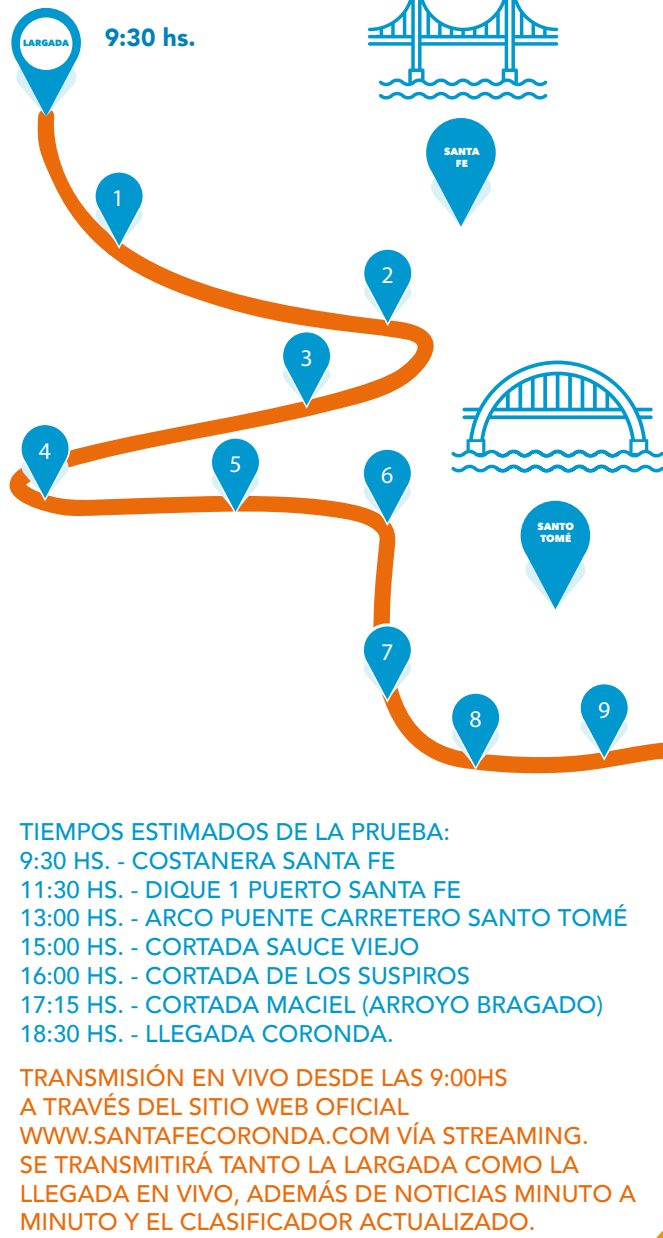 LARGADA
9:30 hs.
SANTA
FE
1
2
3
4
5
6
SANTO
TOMÉ
7
8
9
TIEMPOS ESTIMADOS DE LA PRUEBA:
9:30 HS. - COSTANERA SANTA FE
11:30 HS. - DIQUE 1 PUERTO SANTA FE
13:00 HS. - ARCO PUENTE CARRETERO SANTO TOMÉ
15:00 HS. - CORTADA SAUCE VIEJO
16:00 HS. - CORTADA DE LOS SUSPIROS
17:15 HS. - CORTADA MACIEL (ARROYO BRAGADO)
18:30 HS. - LLEGADA CORONDA.
TRANSMISIÓN EN VIVO DESDE LAS 9:00HS
A TRAVÉS DEL SITIO WEB OFICIAL
WWW.SANTAFECORONDA.COM VÍA STREAMING.
SE TRANSMITIRÁ TANTO LA LARGADA COMO LA
LLEGADA EN VIVO, ADEMÁS DE NOTICIAS MINUTO A
MINUTO Y EL CLASIFICADOR ACTUALIZADO.